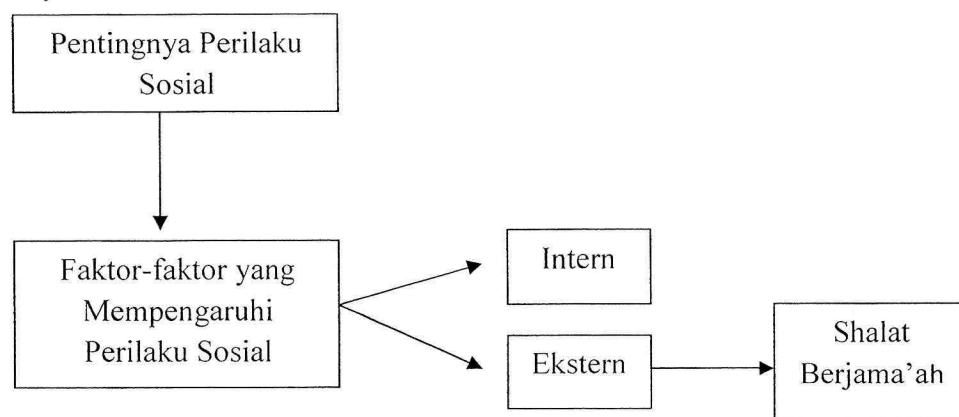 Pentingnya Perilaku
Sosial
Faktor-faktor yang
Mempengaruhi
Perilaku Sosial
Intern
Ekstern
Shalat
Berjama'ah